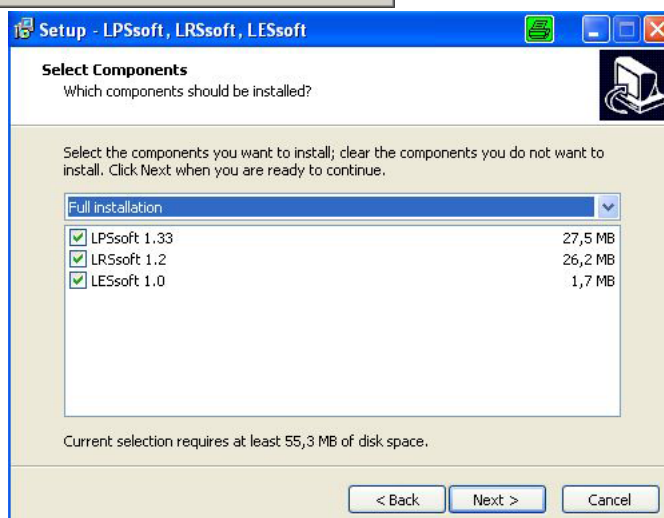 Setup - LPSsoft, LRSsoft, LESsoft
Select Components
Which components should be installed?
Select the components you want to install; clear the components you do not want to
install. Click Next when you are ready to continue.
Full installation
LPSsoft 1.33 27,5 MB
LRSsoft 1.2 26,2 MB
LESsoft 1.0 1,7 MB
Current selection requires at least 55,3 MB of disk space.
< Back Next > Cancel